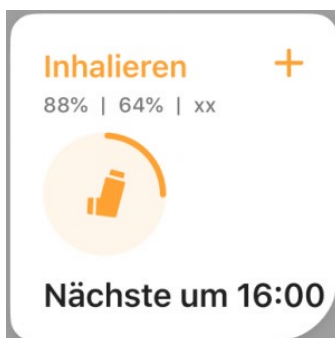 Inhalieren +
88% | 64% | xx
Nächste um 16:00